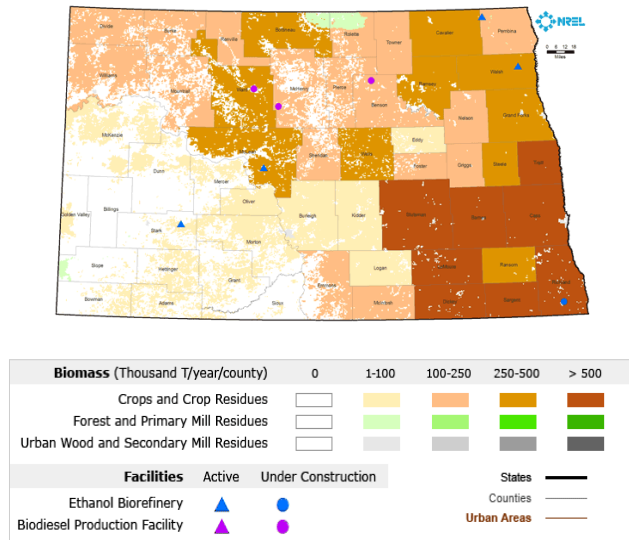 NREL
0 4 8 12 16
Miles
Divide
Renville
Bottineau
Rolette
Towner
Cavalier
Pembina
Williams
Mountrail
Ward
McHenry
Pierce
Ramsey
Walsh
Benson
Nelson
Grand Forks
McKenzie
McLean
Sheridan
Wells
Eddy
Foster
Griggs
Steele
Traill
Dunn
Mercer
Oliver
Burleigh
Kidder
Stutsman
Barnes
Cass
Golden Valley
Billings
Stark
Morton
Slope
Hettinger
Grant
Logan
LaMoure
Ransom
Richland
Bowman
Adams
Sioux
Emmons
McIntosh
Dickey
Sargent
Biomass (Thousand T/year/county) 0 1-100 100-250 250-500 > 500
Crops and Crop Residues
Forest and Primary Mill Residues
Urban Wood and Secondary Mill Residues
Facilities Active Under Construction
Ethanol Biorefinery
Biodiesel Production Facility
States
Counties
Urban Areas